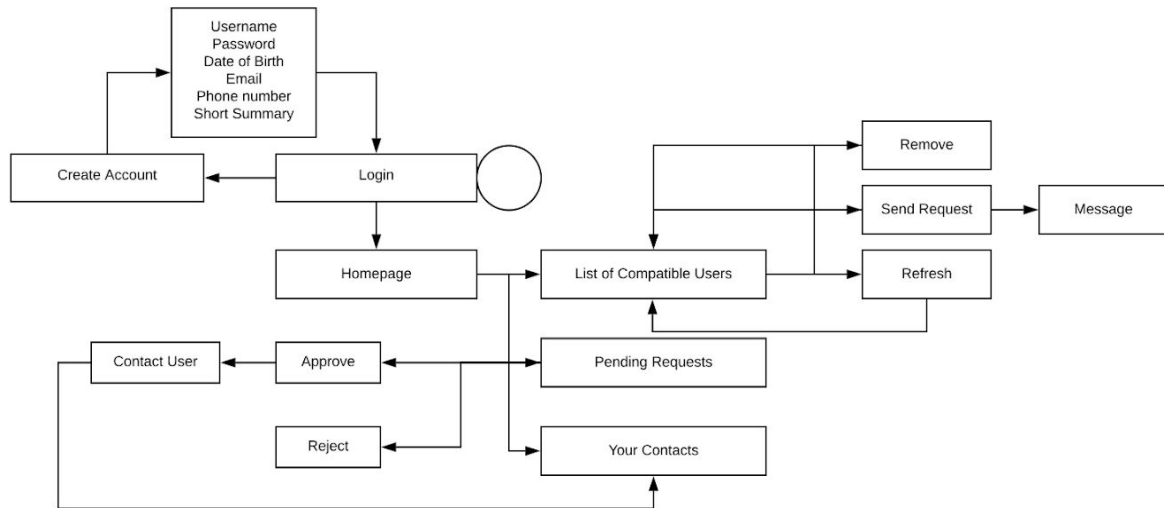 Username
Password
Date of Birth
Email
Phone number
Short Summary
Create Account
Login
Remove
Send Request
Message
Homepage
List of Compatible Users
Refresh
Contact User
Approve
Pending Requests
Reject
Your Contacts